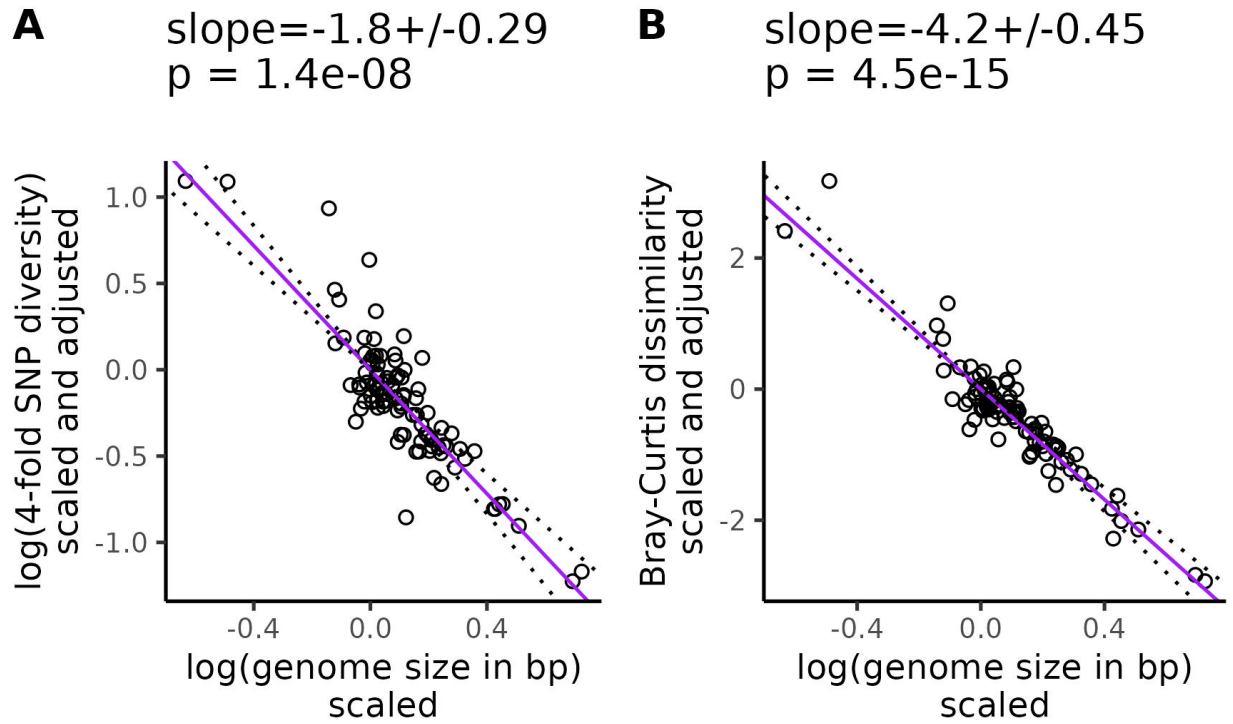 A
slope=-1.8+/-0.29
p = 1.4e-08
log(4-fold SNP diversity)
scaled and adjusted
1.0
0.5
0.0
-0.5
-1.0
-0.4
0.0
0.4
log(genome size in bp)
scaled
B
slope=-4.2+/-0.45
p = 4.5e-15
Bray-Curtis dissimilarity
scaled and adjusted
2
0
-2
-0.4
0.0
0.4
log(genome size in bp)
scaled